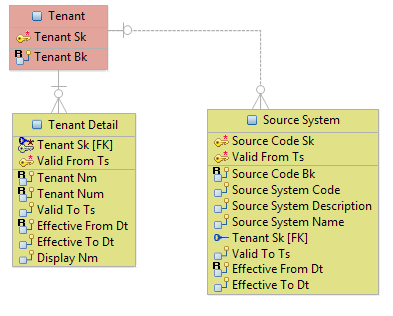 Tenant
Tenant Sk
Tenant Bk
Tenant Detail
Tenant Sk [FK]
Valid From Ts
Tenant Nm
Tenant Num
Valid To Ts
Effective From Dt
Effective To Dt
Display Nm
Source System
Source Code Sk
Valid From Ts
Source Code Bk
Source System Code
Source System Description
Source System Name
Tenant Sk [FK]
Valid To Ts
Effective From Dt
Effective To Dt